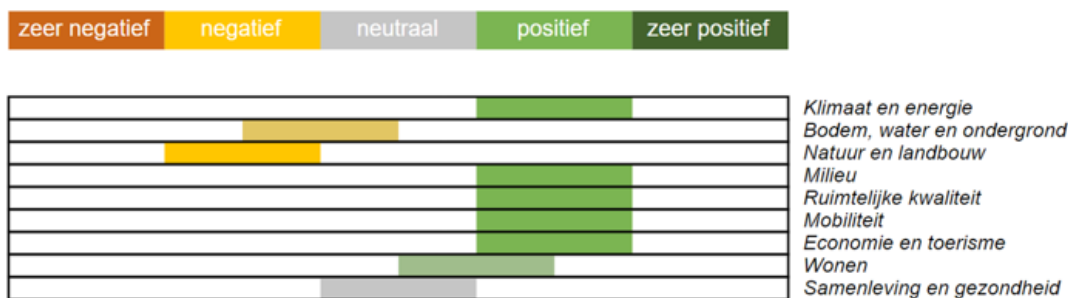 zeer negatief negatief neutraal positief zeer positief
Klimaat en energie
Bodem, water en ondergrond
Natuur en landbouw
Milieu
Ruimtelijke kwaliteit
Mobiliteit
Economie en toerisme
Wonen
Samenleving en gezondheid